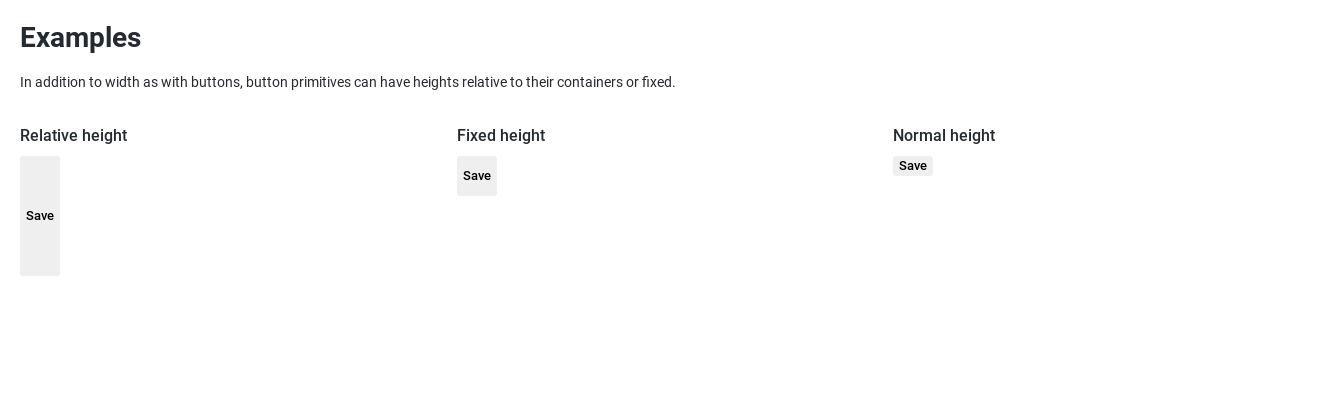 Examples
In addition to width as with buttons, button primitives can have heights relative to their containers or fixed.
Relative height
Save
Fixed height
Save
Normal height
Save